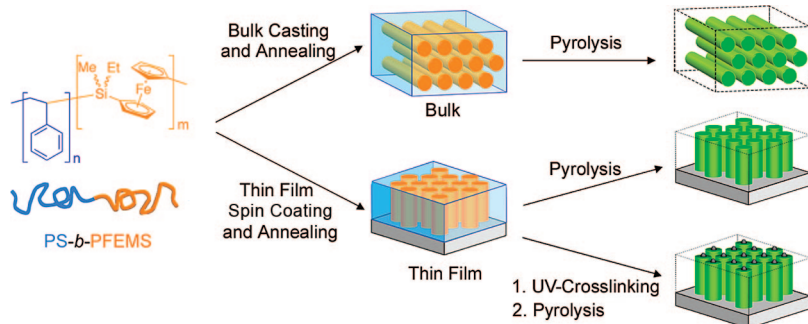 Bulk Casting
and Annealing
Pyrolysis
Me
Et
Fe
Si
m
n
Bulk
Thin Film
Spin Coating
and Annealing
Pyrolysis
PS-b-PFEMS
Thin Film
1. UV-Crosslinking
2. Pyrolysis